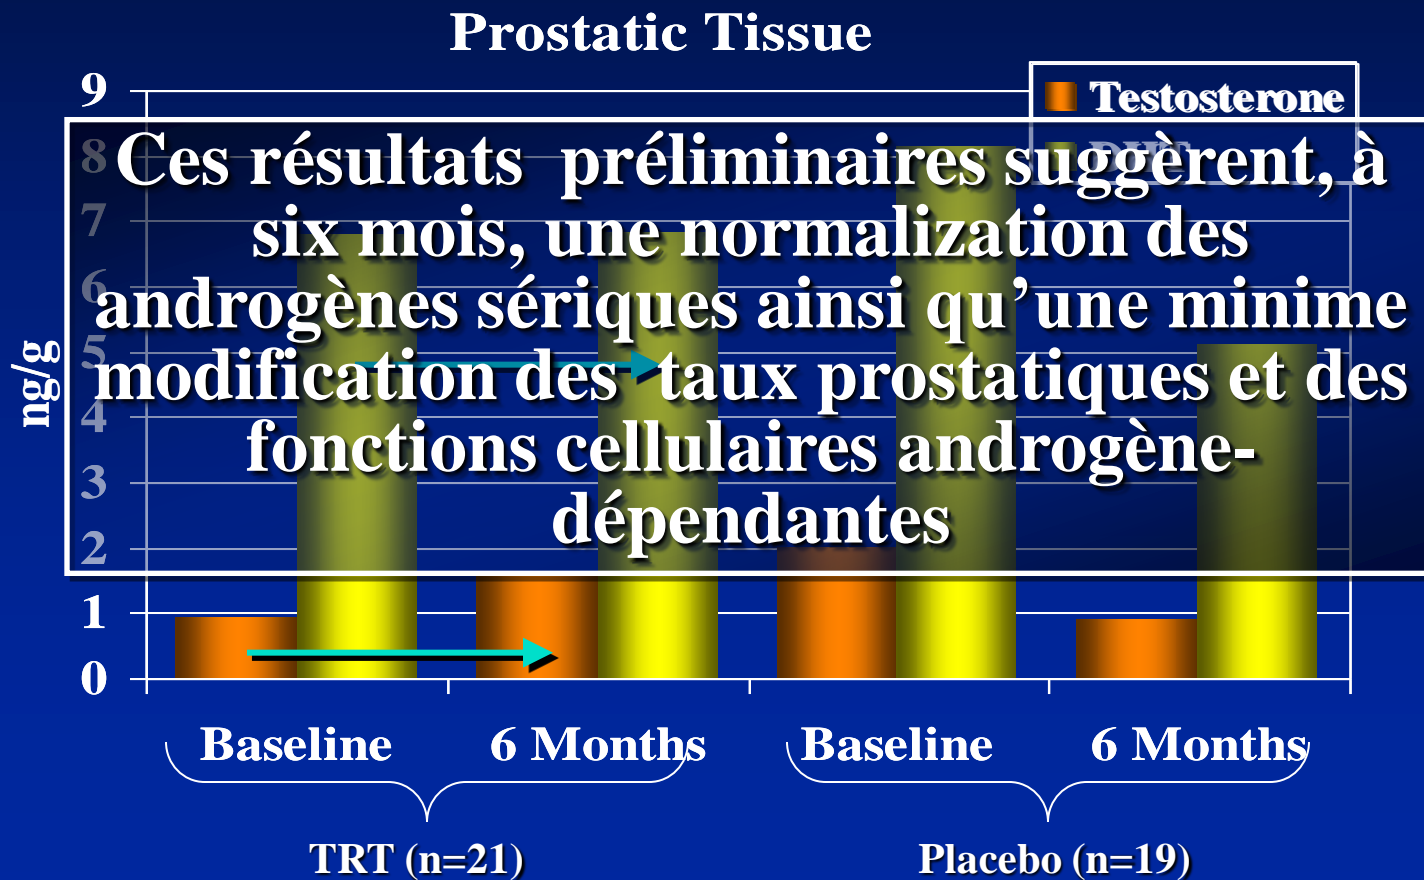 Prostatic Tissue
9
8
7
6
5
4
3
2
1
0
ng/g
Testosterone
DHT
Ces résultats préliminaires suggèrent, à
six mois, une normalization des
androgènes sériques ainsi qu’une minime
modification des taux prostatiques et des
fonctions cellulaires androgène-
dépendantes
Baseline
6 Months
Baseline
6 Months
TRT (n=21)
Placebo (n=19)